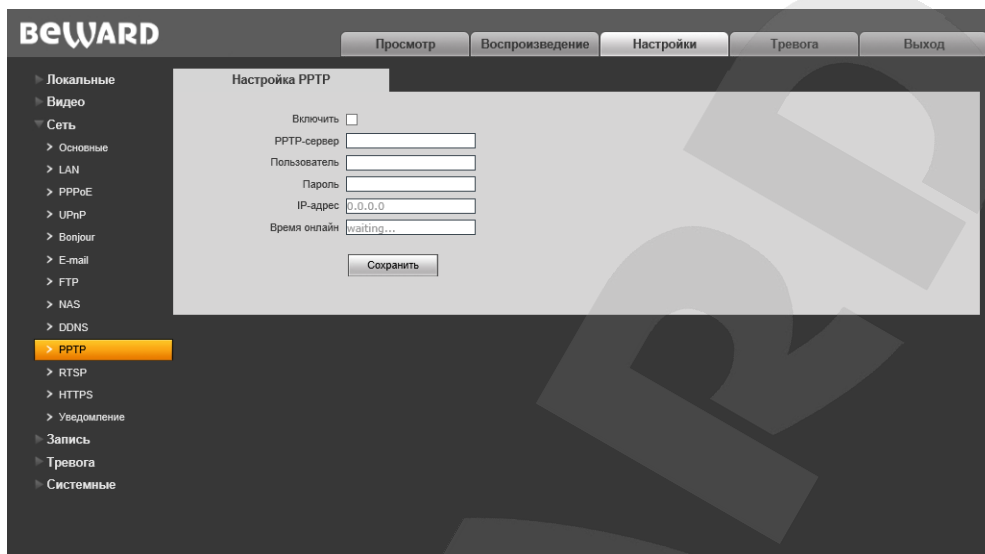 BEWARD
Просмотр
Воспроизведение
Настройки
Тревога
Выход
Локальные
Видео
Сеть
Основные
LAN
PPPoE
UPnP
Bonjour
E-mail
FTP
NAS
DDNS
PPTP
RTSP
HTTPS
Уведомление
Запись
Тревога
Системные
Настройка PPTP
Включить
PPTP-сервер
Пользователь
Пароль
IP-адрес 0.0.0.0
Время онлайн waiting...
Сохранить